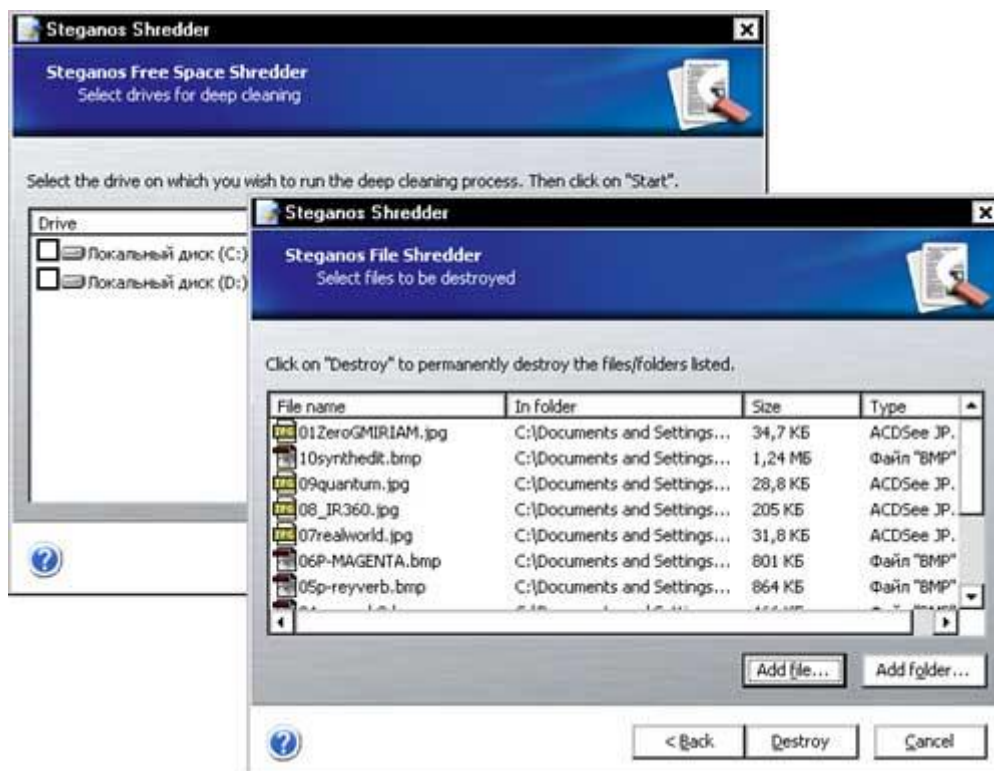 Steganos Shredder
Steganos Free Space Shredder
Select drives for deep cleaning
Select the drive on which you wish to run the deep cleaning process. Then click on "Start".
Drive
Локальный диск (C:)
Локальный диск (D:)
Steganos Shredder
Steganos File Shredder
Select files to be destroyed
Click on "Destroy" to permanently destroy the files/folders listed.
File name In folder Size Type
01ZeroGMIRIAM.jpg C:\Documents and Settings... 34,7 КБ ACDSee JP.
10synthedit.bmp C:\Documents and Settings... 1,24 МБ Файл "BMP"
09quantum.jpg C:\Documents and Settings... 28,8 КБ ACDSee JP.
08_IR360.jpg C:\Documents and Settings... 205 КБ ACDSee JP.
07realworld.jpg C:\Documents and Settings... 31,8 КБ ACDSee JP.
06P-MAGENTA.bmp C:\Documents and Settings... 801 КБ Файл "BMP"
05p-reyverb.bmp C:\Documents and Settings... 864 КБ Файл "BMP"
Add file... Add folder...
< Back Destroy Cancel